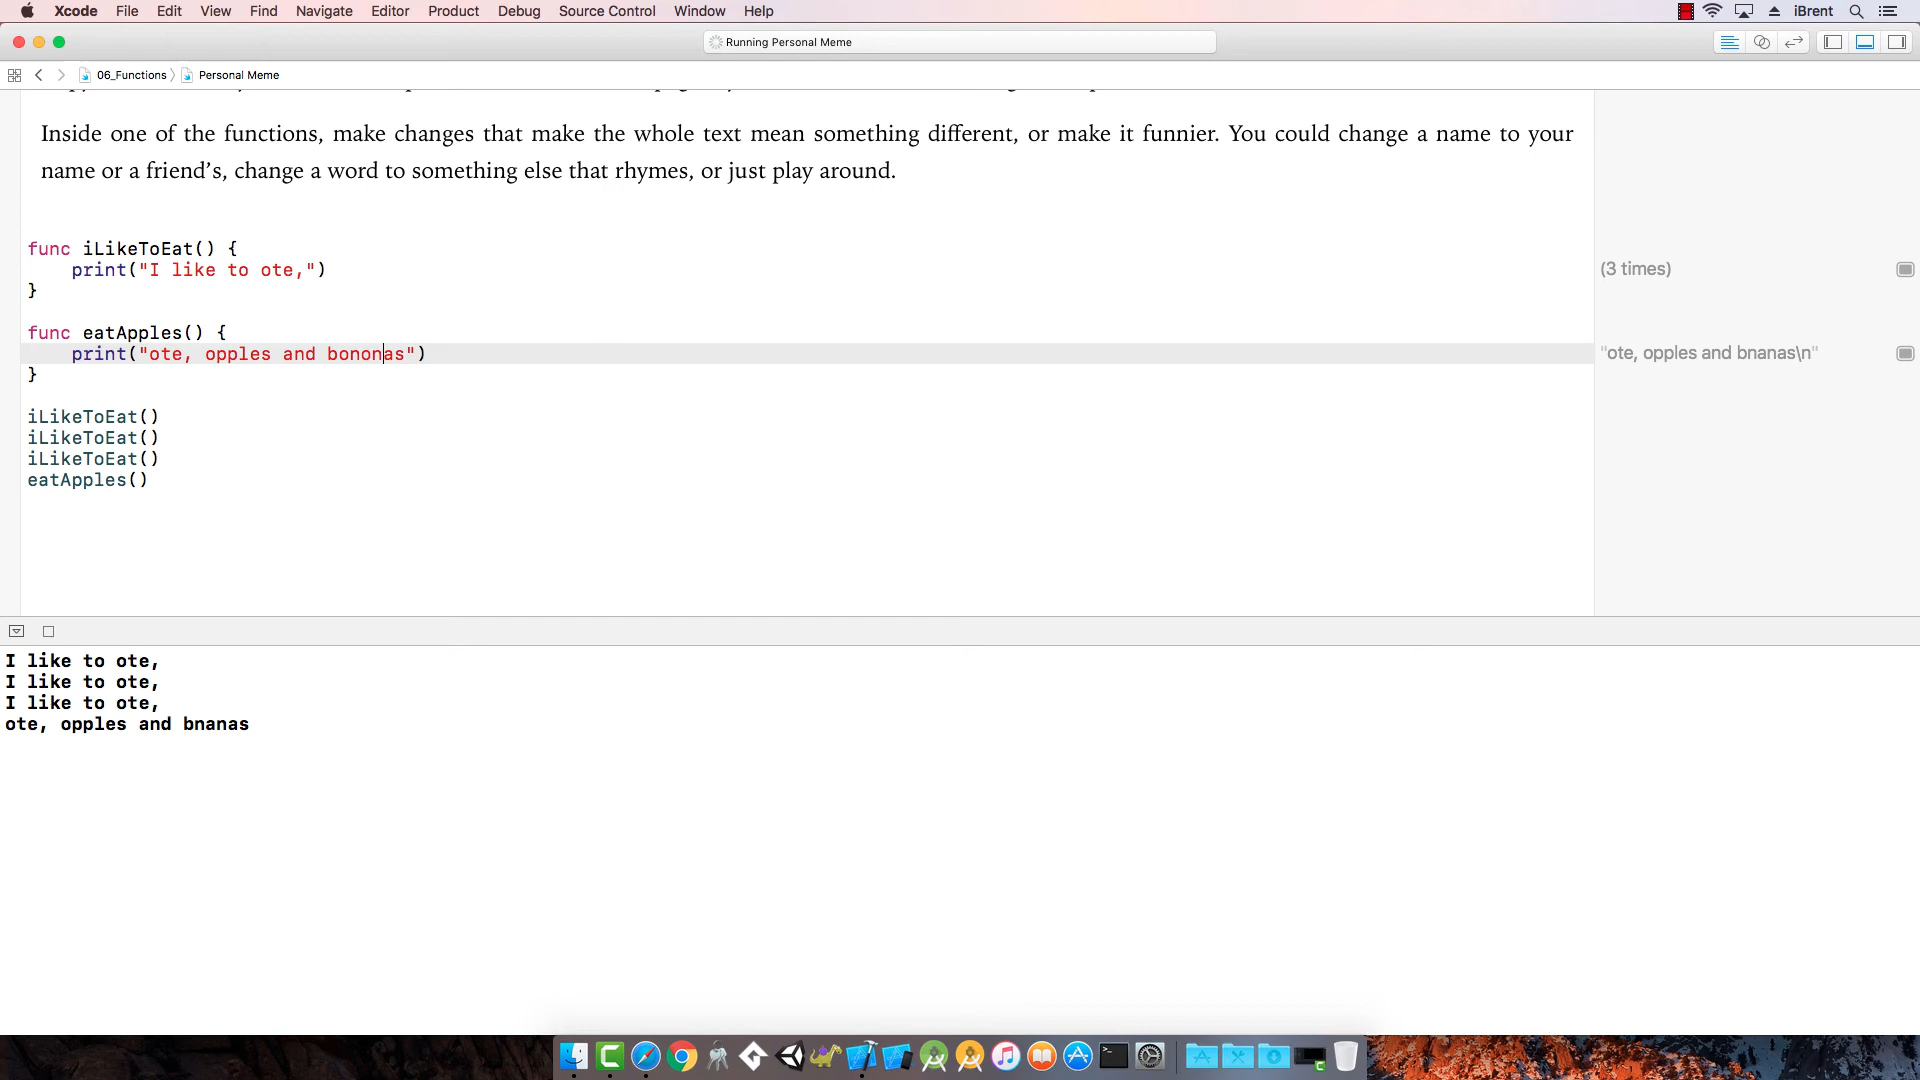 Xcode File Edit View Find Navigate Editor Product Debug Source Control Window Help iBrent
Running Personal Meme
06_Functions Personal Meme
Inside one of the functions, make changes that make the whole text mean something different, or make it funnier. You could change a name to your
name or a friend’s, change a word to something else that rhymes, or just play around.
func iLikeToEat() {
print("I like to ote,") (3 times)
}
func eatApples() {
print("ote, opples and bononas") "ote, opples and bnanas\n"
}
iLikeToEat()
iLikeToEat()
iLikeToEat()
eatApples()
I like to ote,
I like to ote,
I like to ote,
ote, opples and bnanas